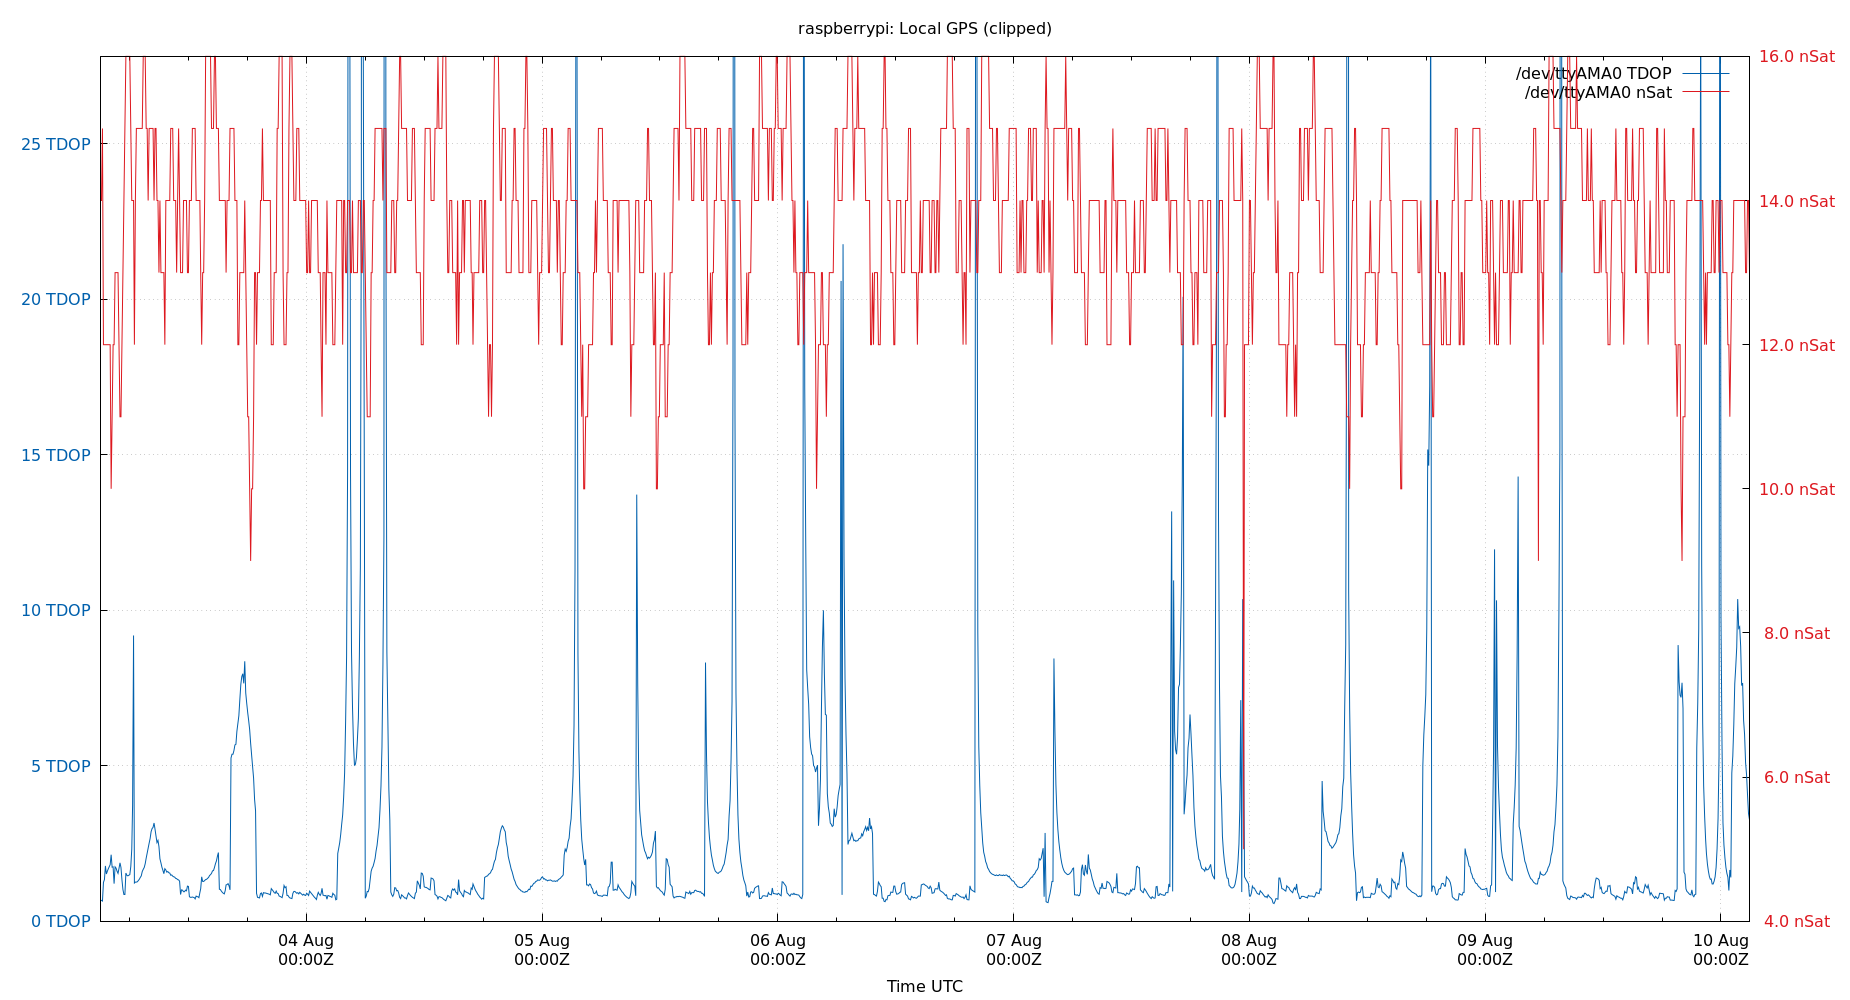 raspberrypi: Local GPS (clipped)
16.0 nSat
/dev/ttyAMA0 TDOP
/dev/ttyAMA0 nSat
25 TDOP
14.0 nSat
20 TDOP
12.0 nSat
15 TDOP
10.0 nSat
10 TDOP
8.0 nSat
5 TDOP
6.0 nSat
0 TDOP
4.0 nSat
04 Aug 05 Aug 06 Aug 07 Aug 08 Aug 09 Aug 10 Aug
00:00Z 00:00Z 00:00Z 00:00Z 00:00Z 00:00Z 00:00Z
Time UTC